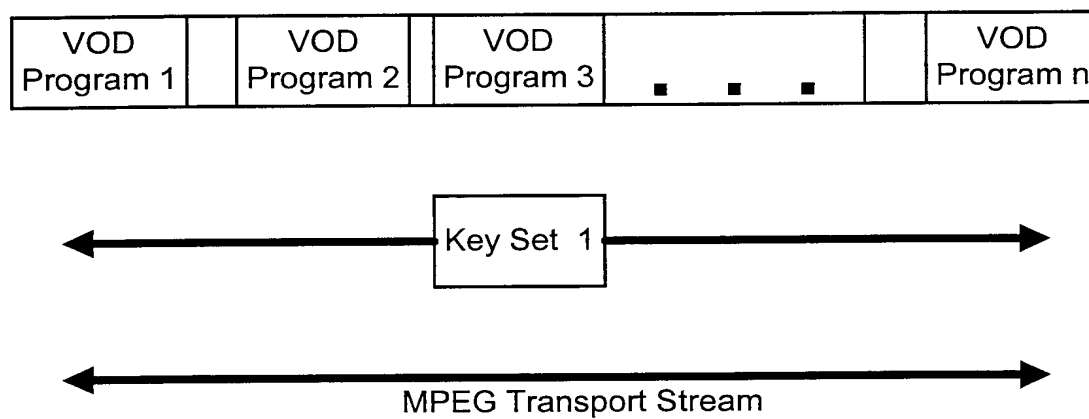 VOD Program 1
VOD Program 2
VOD Program 3
. . .
VOD Program n
Key Set 1
MPEG Transport Stream